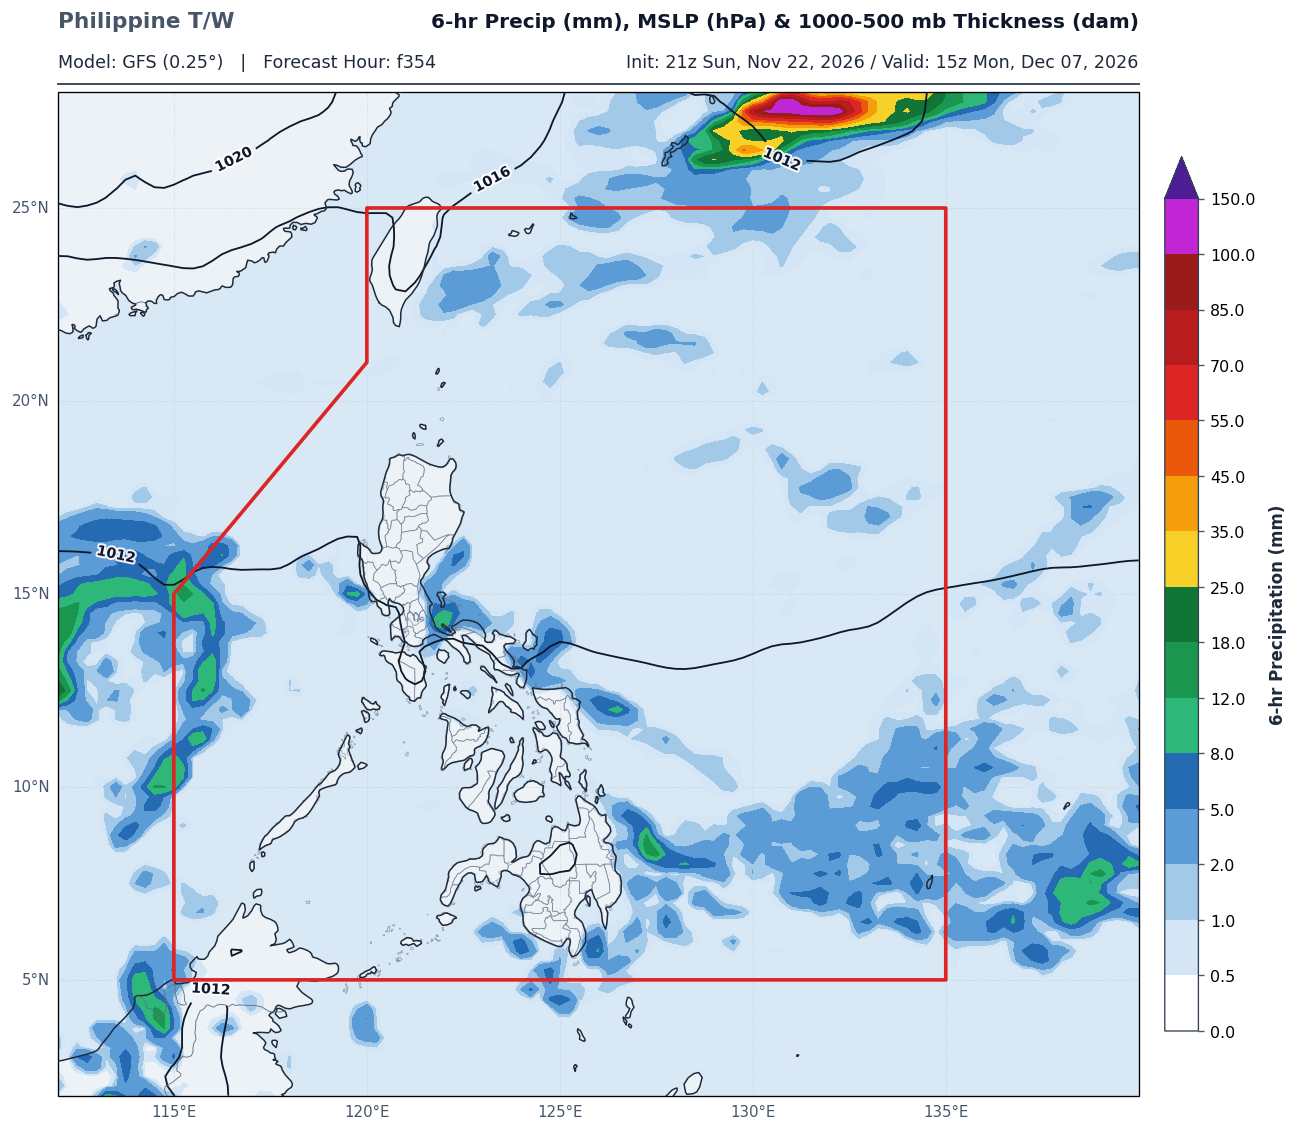 Philippine T/W
6-hr Precip (mm), MSLP (hPa) & 1000-500 mb Thickness (dam)
Model: GFS (0.25°) | Forecast Hour: f354
Init: 21z Sun, Nov 22, 2026 / Valid: 15z Mon, Dec 07, 2026
1020
1016
1012
1012
1012
25°N
20°N
15°N
10°N
5°N
115°E
120°E
125°E
130°E
135°E
150.0
100.0
85.0
70.0
55.0
45.0
35.0
25.0
18.0
12.0
8.0
5.0
2.0
1.0
0.5
0.0
6-hr Precipitation (mm)